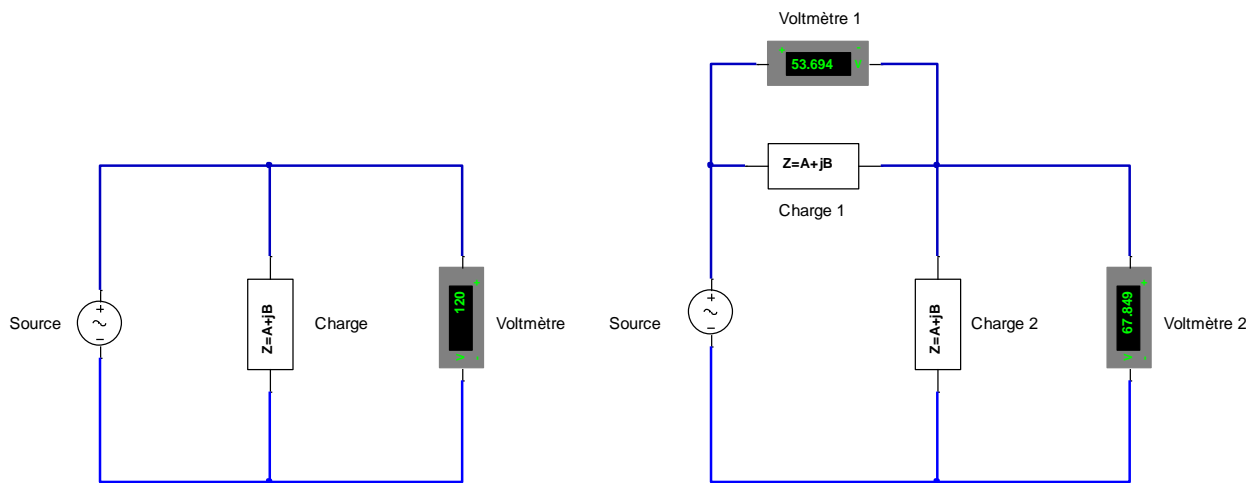 Source
+
~
−
Z=A+jB
Charge
+
120
V
-
Voltmètre
Voltmètre 1
+
53.694
-
V
Z=A+jB
Charge 1
Source
+
~
−
Z=A+jB
Charge 2
+
67.849
V
-
Voltmètre 2